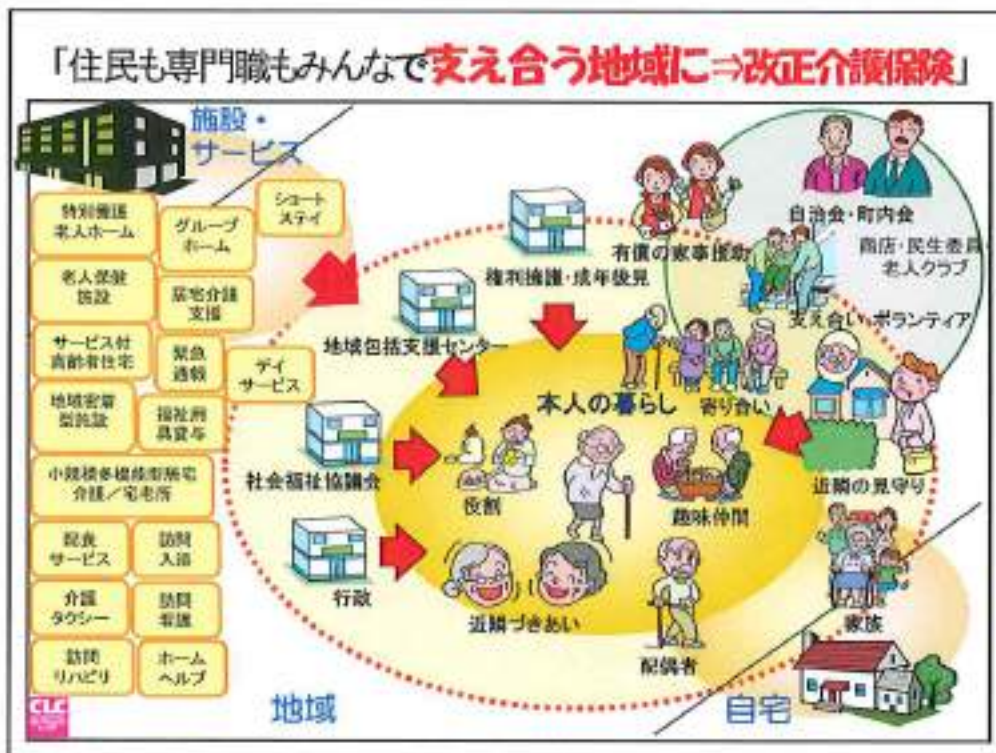 「住民も専門職もみんなで支え合う地域に⇒改正介護保険」
施設・
サービス
特別養護
老人ホーム
グループ
ホーム
ショート
ステイ
老人保健
施設
居宅介護
支援
サービス付
高齢者住宅
緊急
通報
デイ
サービス
地域密着
型施設
福祉用
具貸与
小規模多機能型居宅
介護/宅老所
配食
サービス
訪問
入浴
介護
タクシー
訪問
看護
訪問
リハビリ
ホーム
ヘルプ
CLC
地域
権利擁護・成年後見
地域包括支援センター
社会福祉協議会
行政
有償の家事援助
自治会・町内会
商店・民生委員・
老人クラブ
支え合い・ボランティア
本人の暮らし
寄り合い
役割
趣味仲間
近隣の見守り
近隣づきあい
配偶者
家族
自宅